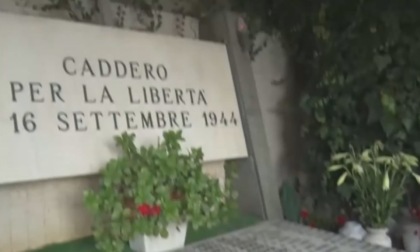 CADDERO
PER LA LIBERTA'
16 SETTEMBRE 1944